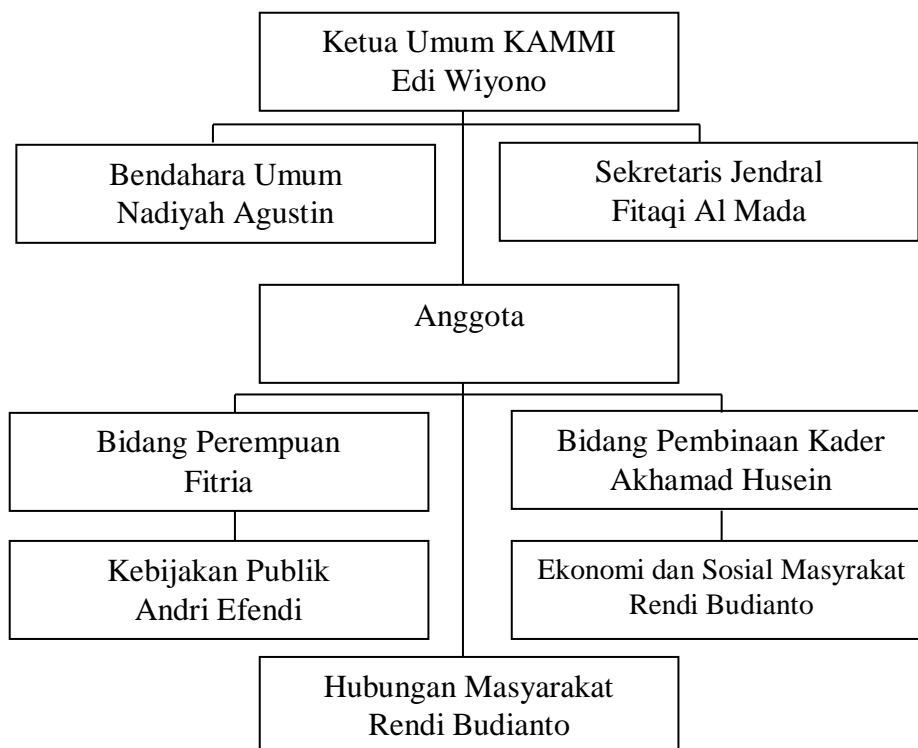 Ketua Umum KAMMI
Edi Wiyono
Bendahara Umum
Nadiyah Agustin
Sekretaris Jendral
Fitaqi Al Mada
Anggota
Bidang Perempuan
Fitria
Bidang Pembinaan Kader
Akhamad Husein
Kebijakan Publik
Andri Efendi
Ekonomi dan Sosial Masyrakat
Rendi Budianto
Hubungan Masyarakat
Rendi Budianto